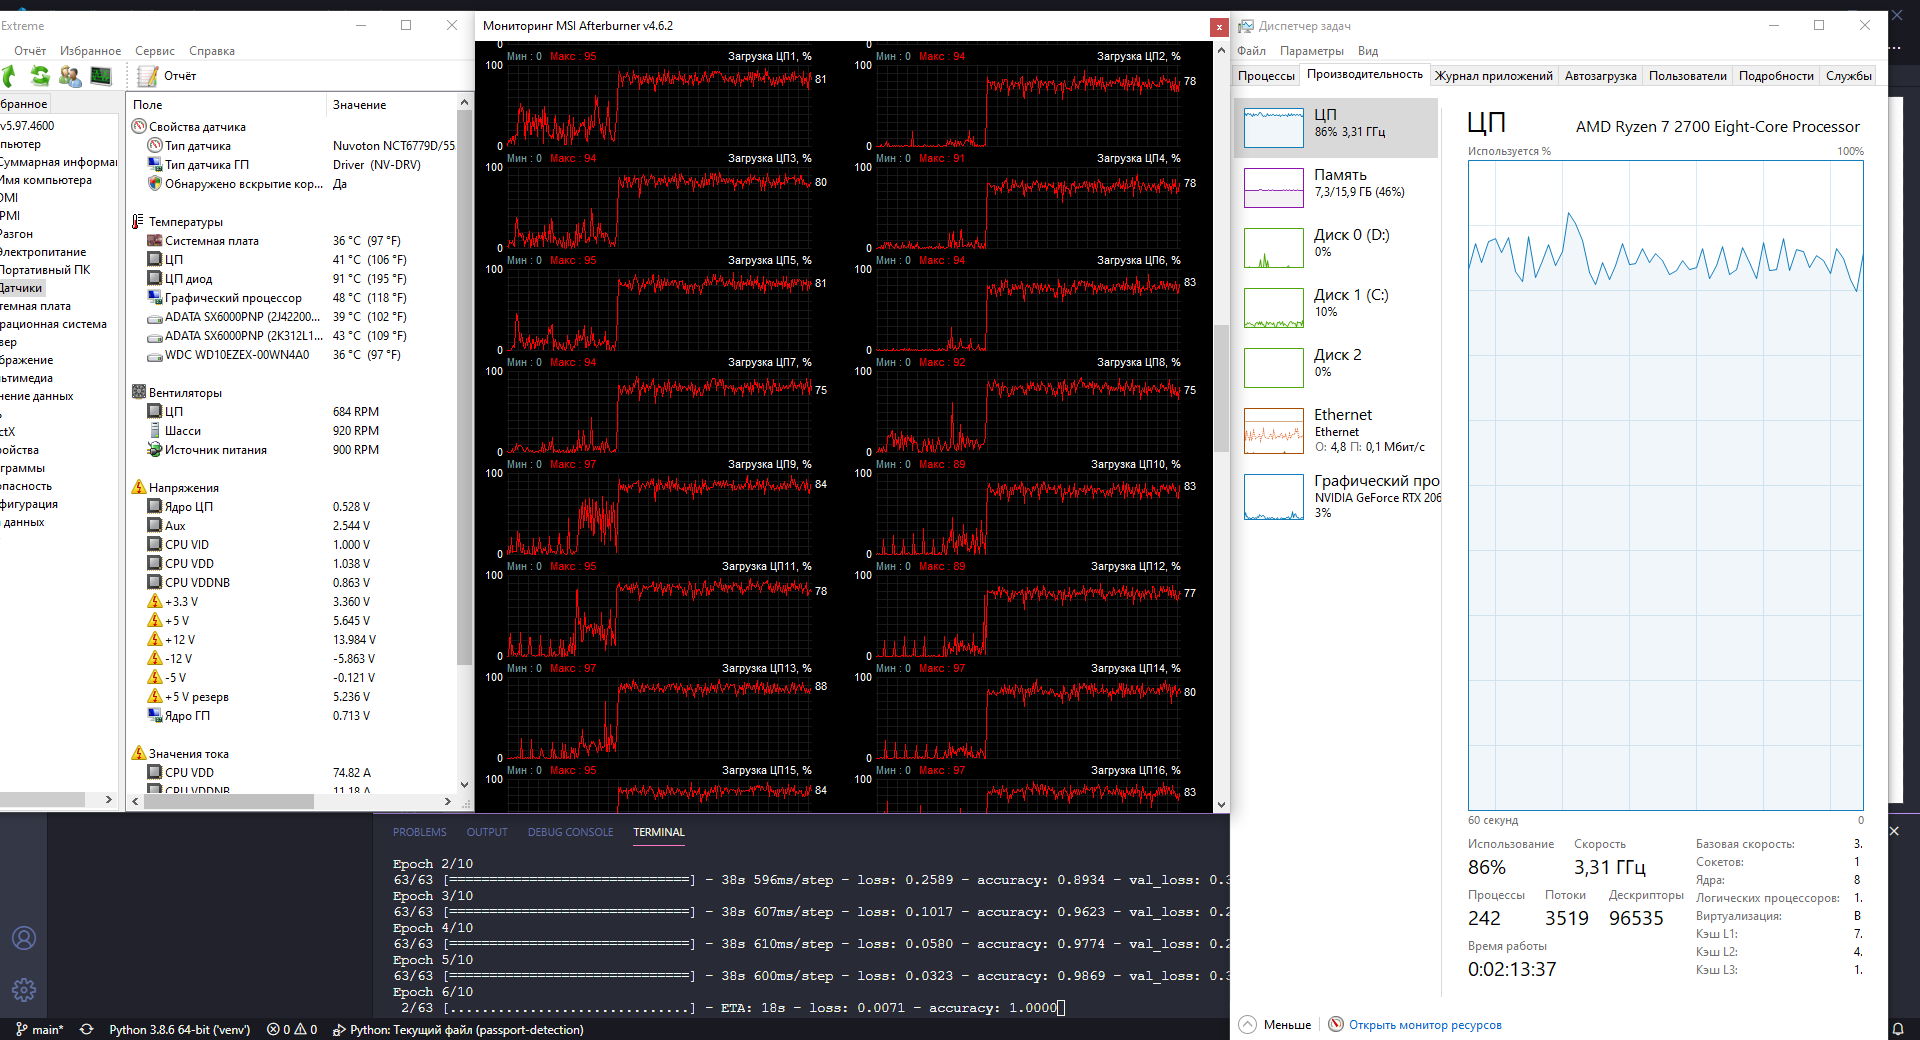 Extreme
Отчёт Избранное Сервис Справка
Отчёт
бранное
v5.97.4600
пьютер
Суммарная информа
Имя компьютера
DMI
IPMI
Разгон
Электропитание
Портативный ПК
Датчики
темная плата
рационная система
вер
бражение
льтимедиа
нение данных
ь
ectX
ройства
ограммы
опасность
фигурация
а данных
Поле Значение
Свойства датчика
Тип датчика Nuvoton NCT6779D/55
Тип датчика ГП Driver (NV-DRV)
Обнаружено вскрытие кор... Да
Температуры
Системная плата 36 °C (97 °F)
ЦП 41 °C (106 °F)
ЦП диод 91 °C (195 °F)
Графический процессор 48 °C (118 °F)
ADATA SX6000PNP (2J42200... 39 °C (102 °F)
ADATA SX6000PNP (2K312L1... 43 °C (109 °F)
WDC WD10EZEX-00WN4A0 36 °C (97 °F)
Вентиляторы
ЦП 684 RPM
Шасси 920 RPM
Источник питания 900 RPM
Напряжения
Ядро ЦП 0.528 V
Aux 2.544 V
CPU VID 1.000 V
CPU VDD 1.038 V
CPU VDDNB 0.863 V
+3.3 V 3.360 V
+5 V 5.645 V
+12 V 13.984 V
-12 V -5.863 V
-5 V -0.121 V
+5 V резерв 5.236 V
Ядро ГП 0.713 V
Значения тока
CPU VDD 74.82 A
CPU VDDNB 11.18 A
Мониторинг MSI Afterburner v4.6.2
0 0
Мин : 0 Макс : 95 Загрузка ЦП1, % Мин : 0 Макс : 94 Загрузка ЦП2, %
100 81 100 78
0 0
Мин : 0 Макс : 94 Загрузка ЦП3, % Мин : 0 Макс : 91 Загрузка ЦП4, %
100 80 100 78
0 0
Мин : 0 Макс : 95 Загрузка ЦП5, % Мин : 0 Макс : 94 Загрузка ЦП6, %
100 81 100 83
0 0
Мин : 0 Макс : 94 Загрузка ЦП7, % Мин : 0 Макс : 92 Загрузка ЦП8, %
100 75 100 75
0 0
Мин : 0 Макс : 97 Загрузка ЦП9, % Мин : 0 Макс : 89 Загрузка ЦП10, %
100 84 100 83
0 0
Мин : 0 Макс : 95 Загрузка ЦП11, % Мин : 0 Макс : 89 Загрузка ЦП12, %
100 78 100 77
0 0
Мин : 0 Макс : 97 Загрузка ЦП13, % Мин : 0 Макс : 97 Загрузка ЦП14, %
100 88 100 80
0 0
Мин : 0 Макс : 95 Загрузка ЦП15, % Мин : 0 Макс : 97 Загрузка ЦП16, %
100 84 100 83
Диспетчер задач
Файл Параметры Вид
Процессы Производительность Журнал приложений Автозагрузка Пользователи Подробности Службы
ЦП
86% 3,31 ГГц
Память
7,3/15,9 ГБ (46%)
Диск 0 (D:)
0%
Диск 1 (C:)
10%
Диск 2
0%
Ethernet
Ethernet
О: 4,8 П: 0,1 Мбит/с
Графический про
NVIDIA GeForce RTX 206
3%
ЦП AMD Ryzen 7 2700 Eight-Core Processor
Используется % 100%
60 секунд 0
Использование Скорость
86% 3,31 ГГц
Процессы Потоки Дескрипторы
242 3519 96535
Время работы
0:02:13:37
Базовая скорость: 3.
Сокетов: 1
Ядра: 8
Логических процессоров: 1.
Виртуализация: В
Кэш L1: 7.
Кэш L2: 4.
Кэш L3: 1.
Меньше Открыть монитор ресурсов
PROBLEMS OUTPUT DEBUG CONSOLE TERMINAL
Epoch 2/10
63/63 [==============================] - 38s 596ms/step - loss: 0.2589 - accuracy: 0.8934 - val_loss: 0.3
Epoch 3/10
63/63 [==============================] - 38s 607ms/step - loss: 0.1017 - accuracy: 0.9623 - val_loss: 0.2
Epoch 4/10
63/63 [==============================] - 38s 610ms/step - loss: 0.0580 - accuracy: 0.9774 - val_loss: 0.2
Epoch 5/10
63/63 [==============================] - 38s 600ms/step - loss: 0.0323 - accuracy: 0.9869 - val_loss: 0.3
Epoch 6/10
2/63 [..............................] - ETA: 18s - loss: 0.0071 - accuracy: 1.0000
main* Python 3.8.6 64-bit ('venv') 0 0 Python: Текущий файл (passport-detection)